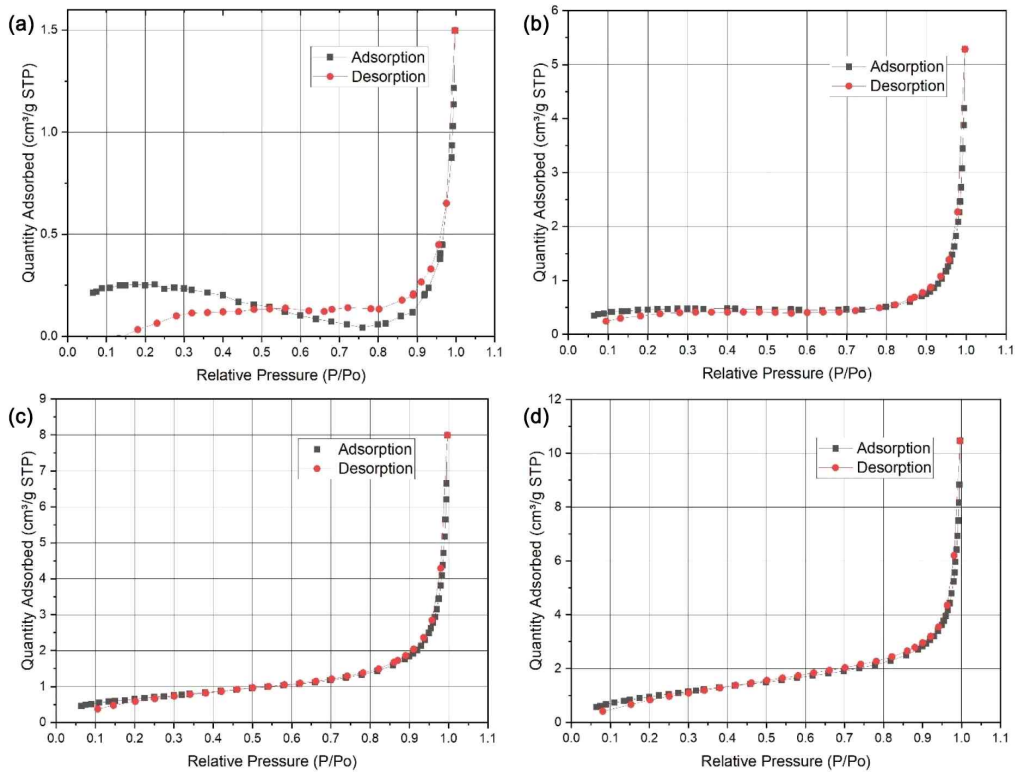 (a)
1.5
1.0
0.5
0.0
Quantity Adsorbed (cm³/g STP)
Adsorption
Desorption
0.0 0.1 0.2 0.3 0.4 0.5 0.6 0.7 0.8 0.9 1.0 1.1
Relative Pressure (P/Po)
(b)
6
5
4
3
2
1
0
Quantity Adsorbed (cm³/g STP)
Adsorption
Desorption
0.0 0.1 0.2 0.3 0.4 0.5 0.6 0.7 0.8 0.9 1.0 1.1
Relative Pressure (P/Po)
(c)
9
8
7
6
5
4
3
2
1
0
Quantity Adsorbed (cm³/g STP)
Adsorption
Desorption
0.0 0.1 0.2 0.3 0.4 0.5 0.6 0.7 0.8 0.9 1.0 1.1
Relative Pressure (P/Po)
(d)
12
10
8
6
4
2
0
Quantity Adsorbed (cm³/g STP)
Adsorption
Desorption
0.0 0.1 0.2 0.3 0.4 0.5 0.6 0.7 0.8 0.9 1.0 1.1
Relative Pressure (P/Po)